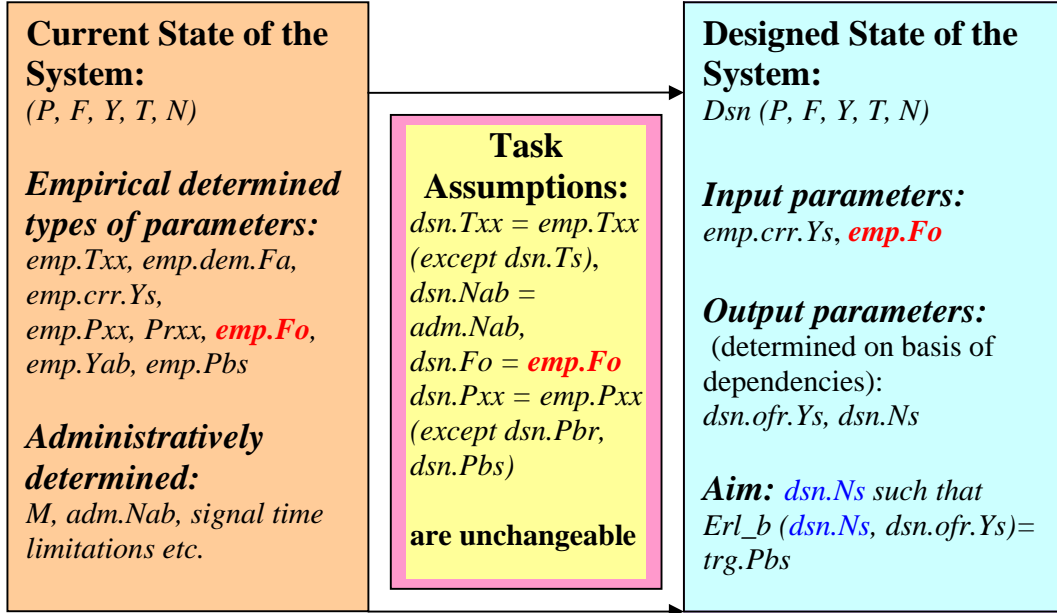 Current State of the
System:
(P, F, Y, T, N)
Empirical determined
types of parameters:
emp.Txx, emp.dem.Fa,
emp.crr.Ys,
emp.Pxx, Prxx, emp.Fo,
emp.Yab, emp.Pbs
Administratively
determined:
M, adm.Nab, signal time
limitations etc.
Task
Assumptions:
dsn.Txx = emp.Txx
(except dsn.Ts),
dsn.Nab =
adm.Nab,
dsn.Fo = emp.Fo
dsn.Pxx = emp.Pxx
(except dsn.Pbr,
dsn.Pbs)
are unchangeable
Designed State of the
System:
Dsn (P, F, Y, T, N)
Input parameters:
emp.crr.Ys, emp.Fo
Output parameters:
(determined on basis of
dependencies):
dsn.ofr.Ys, dsn.Ns
Aim: dsn.Ns such that
Erl_b (dsn.Ns, dsn.ofr.Ys)=
trg.Pbs